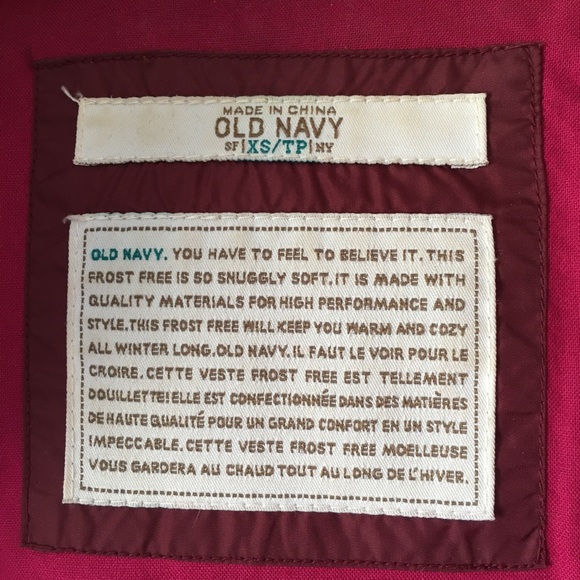 MADE IN CHINA
OLD NAVY
SF|XS/TP|NY
OLD NAVY. YOU HAVE TO FEEL TO BELIEVE IT. THIS
FROST FREE IS SO SNUGGLY SOFT. IT IS MADE WITH
QUALITY MATERIALS FOR HIGH PERFORMANCE AND
STYLE. THIS FROST FREE WILL KEEP YOU WARM AND COZY
ALL WINTER LONG. OLD NAVY. IL FAUT LE VOIR POUR LE
CROIRE. CETTE VESTE FROST FREE EST TELLEMENT
DOUILLETTE! ELLE EST CONFECTIONNÉE DANS DES MATIÈRES
DE HAUTE QUALITÉ POUR UN GRAND CONFORT EN UN STYLE
IMPECCABLE. CETTE VESTE FROST FREE MOELLEUSE
VOUS GARDERA AU CHAUD TOUT AU LONG DE L'HIVER.